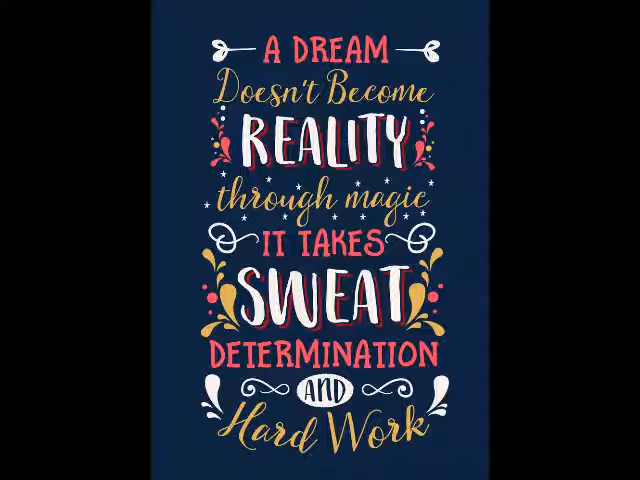 A DREAM
Doesn't Become
REALITY
through magic
IT TAKES
SWEAT
DETERMINATION
AND
Hard Work